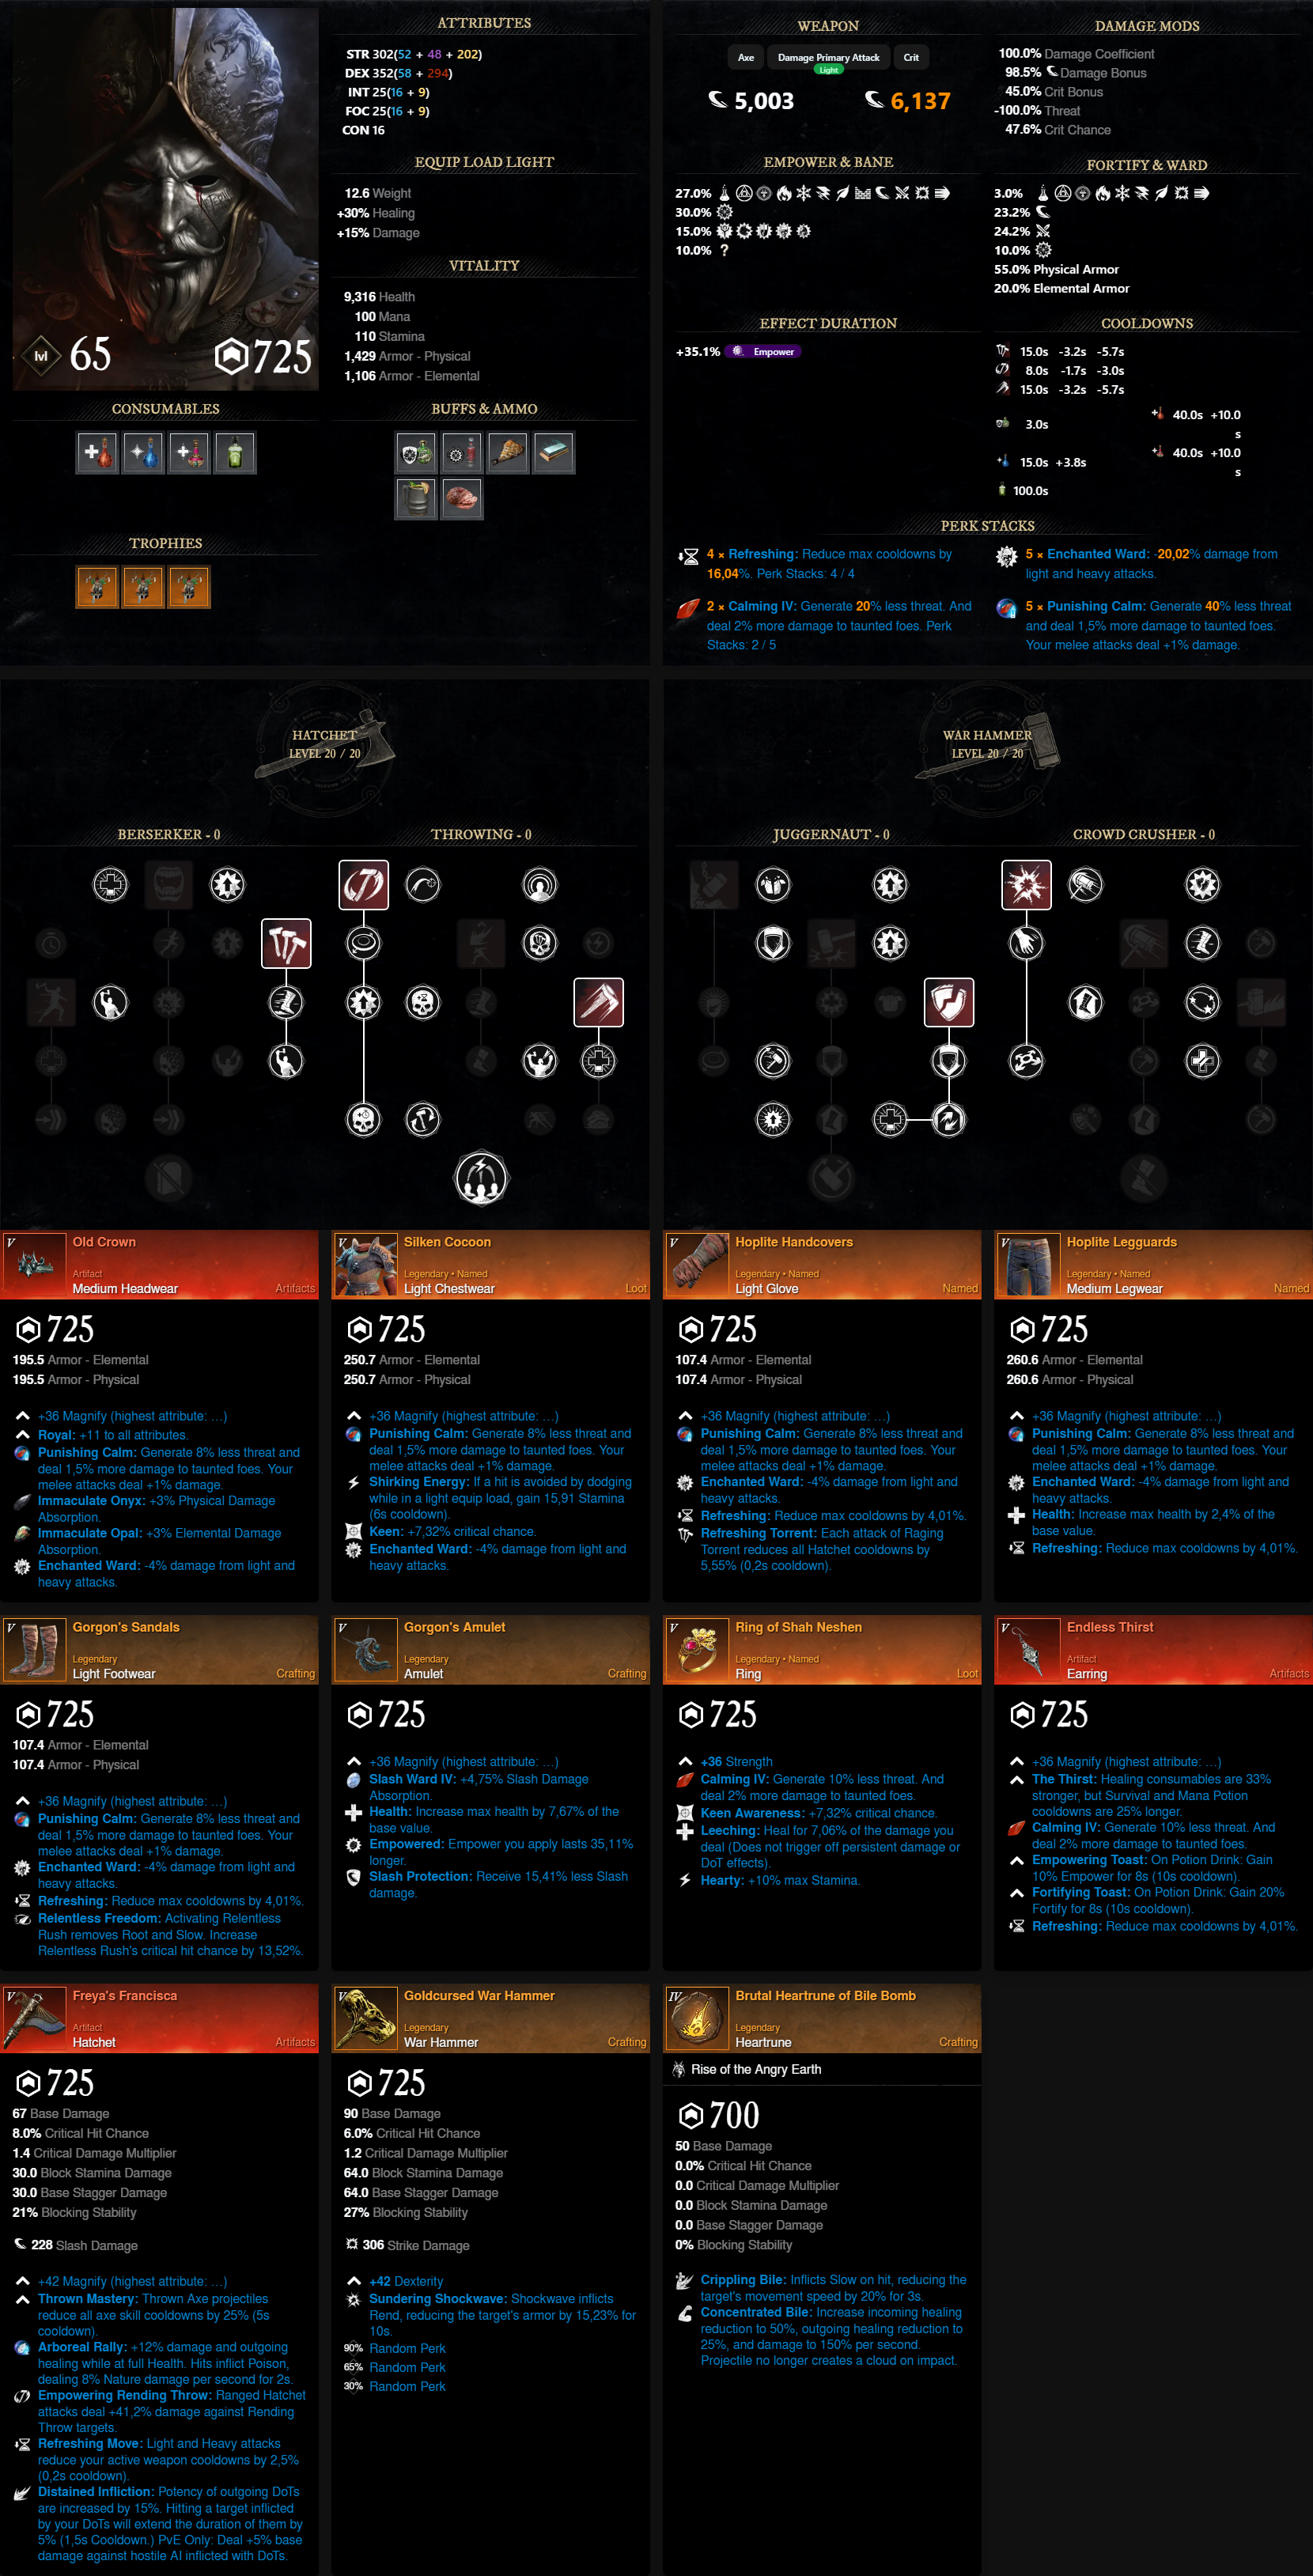 ATTRIBUTES
STR 302(52 + 48 + 202)
DEX 352(58 + 294)
INT 25(16 + 9)
FOC 25(16 + 9)
CON 16
EQUIP LOAD LIGHT
12.6 Weight
+30% Healing
+15% Damage
VITALITY
9,316 Health
100 Mana
110 Stamina
1,429 Armor - Physical
1,106 Armor - Elemental
lvl 65
725
CONSUMABLES
BUFFS & AMMO
TROPHIES
WEAPON
Axe
Damage Primary Attack
Light
Crit
5,003
6,137
DAMAGE MODS
100.0% Damage Coefficient
98.5% Damage Bonus
45.0% Crit Bonus
-100.0% Threat
47.6% Crit Chance
EMPOWER & BANE
27.0%
30.0%
15.0%
10.0% ?
FORTIFY & WARD
3.0%
23.2%
24.2%
10.0%
55.0% Physical Armor
20.0% Elemental Armor
EFFECT DURATION
+35.1% Empower
COOLDOWNS
15.0s -3.2s -5.7s
8.0s -1.7s -3.0s
15.0s -3.2s -5.7s
3.0s
40.0s +10.0
s
15.0s +3.8s
40.0s +10.0
s
100.0s
PERK STACKS
4 × Refreshing: Reduce max cooldowns by
16,04%. Perk Stacks: 4 / 4
5 × Enchanted Ward: -20,02% damage from
light and heavy attacks.
2 × Calming IV: Generate 20% less threat. And
deal 2% more damage to taunted foes. Perk
Stacks: 2 / 5
5 × Punishing Calm: Generate 40% less threat
and deal 1,5% more damage to taunted foes.
Your melee attacks deal +1% damage.
HATCHET
LEVEL 20 / 20
BERSERKER - 0
THROWING - 0
WAR HAMMER
LEVEL 20 / 20
JUGGERNAUT - 0
CROWD CRUSHER - 0
V
Old Crown
Artifact
Medium Headwear
Artifacts
725
195.5 Armor - Elemental
195.5 Armor - Physical
+36 Magnify (highest attribute: ...)
Royal: +11 to all attributes.
Punishing Calm: Generate 8% less threat and
deal 1,5% more damage to taunted foes. Your
melee attacks deal +1% damage.
Immaculate Onyx: +3% Physical Damage
Absorption.
Immaculate Opal: +3% Elemental Damage
Absorption.
Enchanted Ward: -4% damage from light and
heavy attacks.
V
Silken Cocoon
Legendary • Named
Light Chestwear
Loot
725
250.7 Armor - Elemental
250.7 Armor - Physical
+36 Magnify (highest attribute: ...)
Punishing Calm: Generate 8% less threat and
deal 1,5% more damage to taunted foes. Your
melee attacks deal +1% damage.
Shirking Energy: If a hit is avoided by dodging
while in a light equip load, gain 15,91 Stamina
(6s cooldown).
Keen: +7,32% critical chance.
Enchanted Ward: -4% damage from light and
heavy attacks.
V
Hoplite Handcovers
Legendary • Named
Light Glove
Named
725
107.4 Armor - Elemental
107.4 Armor - Physical
+36 Magnify (highest attribute: ...)
Punishing Calm: Generate 8% less threat and
deal 1,5% more damage to taunted foes. Your
melee attacks deal +1% damage.
Enchanted Ward: -4% damage from light and
heavy attacks.
Refreshing: Reduce max cooldowns by 4,01%.
Refreshing Torrent: Each attack of Raging
Torrent reduces all Hatchet cooldowns by
5,55% (0,2s cooldown).
V
Hoplite Legguards
Legendary • Named
Medium Legwear
Named
725
260.6 Armor - Elemental
260.6 Armor - Physical
+36 Magnify (highest attribute: ...)
Punishing Calm: Generate 8% less threat and
deal 1,5% more damage to taunted foes. Your
melee attacks deal +1% damage.
Enchanted Ward: -4% damage from light and
heavy attacks.
Health: Increase max health by 2,4% of the
base value.
Refreshing: Reduce max cooldowns by 4,01%.
V
Gorgon's Sandals
Legendary
Light Footwear
Crafting
725
107.4 Armor - Elemental
107.4 Armor - Physical
+36 Magnify (highest attribute: ...)
Punishing Calm: Generate 8% less threat and
deal 1,5% more damage to taunted foes. Your
melee attacks deal +1% damage.
Enchanted Ward: -4% damage from light and
heavy attacks.
Refreshing: Reduce max cooldowns by 4,01%.
Relentless Freedom: Activating Relentless
Rush removes Root and Slow. Increase
Relentless Rush's critical hit chance by 13,52%.
V
Gorgon's Amulet
Legendary
Amulet
Crafting
725
+36 Magnify (highest attribute: ...)
Slash Ward IV: +4,75% Slash Damage
Absorption.
Health: Increase max health by 7,67% of the
base value.
Empowered: Empower you apply lasts 35,11%
longer.
Slash Protection: Receive 15,41% less Slash
damage.
V
Ring of Shah Neshen
Legendary • Named
Ring
Loot
725
+36 Strength
Calming IV: Generate 10% less threat. And
deal 2% more damage to taunted foes.
Keen Awareness: +7,32% critical chance.
Leeching: Heal for 7,06% of the damage you
deal (Does not trigger off persistent damage or
DoT effects).
Hearty: +10% max Stamina.
V
Endless Thirst
Artifact
Earring
Artifacts
725
+36 Magnify (highest attribute: ...)
The Thirst: Healing consumables are 33%
stronger, but Survival and Mana Potion
cooldowns are 25% longer.
Calming IV: Generate 10% less threat. And
deal 2% more damage to taunted foes.
Empowering Toast: On Potion Drink: Gain
10% Empower for 8s (10s cooldown).
Fortifying Toast: On Potion Drink: Gain 20%
Fortify for 8s (10s cooldown).
Refreshing: Reduce max cooldowns by 4,01%.
V
Freya's Francisca
Artifact
Hatchet
Artifacts
725
67 Base Damage
8.0% Critical Hit Chance
1.4 Critical Damage Multiplier
30.0 Block Stamina Damage
30.0 Base Stagger Damage
21% Blocking Stability
228 Slash Damage
+42 Magnify (highest attribute: ...)
Thrown Mastery: Thrown Axe projectiles
reduce all axe skill cooldowns by 25% (5s
cooldown).
Arboreal Rally: +12% damage and outgoing
healing while at full Health. Hits inflict Poison,
dealing 8% Nature damage per second for 2s.
Empowering Rending Throw: Ranged Hatchet
attacks deal +41,2% damage against Rending
Throw targets.
Refreshing Move: Light and Heavy attacks
reduce your active weapon cooldowns by 2,5%
(0,2s cooldown).
Distained Infliction: Potency of outgoing DoTs
are increased by 15%. Hitting a target inflicted
by your DoTs will extend the duration of them by
5% (1,5s Cooldown.) PvE Only: Deal +5% base
damage against hostile AI inflicted with DoTs.
V
Goldcursed War Hammer
Legendary
War Hammer
Crafting
725
90 Base Damage
6.0% Critical Hit Chance
1.2 Critical Damage Multiplier
64.0 Block Stamina Damage
64.0 Base Stagger Damage
27% Blocking Stability
306 Strike Damage
+42 Dexterity
Sundering Shockwave: Shockwave inflicts
Rend, reducing the target's armor by 15,23% for
10s.
90% Random Perk
65% Random Perk
30% Random Perk
IV
Brutal Heartrune of Bile Bomb
Legendary
Heartrune
Crafting
Rise of the Angry Earth
700
50 Base Damage
0.0% Critical Hit Chance
0.0 Critical Damage Multiplier
0.0 Block Stamina Damage
0.0 Base Stagger Damage
0% Blocking Stability
Crippling Bile: Inflicts Slow on hit, reducing the
target's movement speed by 20% for 3s.
Concentrated Bile: Increase incoming healing
reduction to 50%, outgoing healing reduction to
25%, and damage to 150% per second.
Projectile no longer creates a cloud on impact.